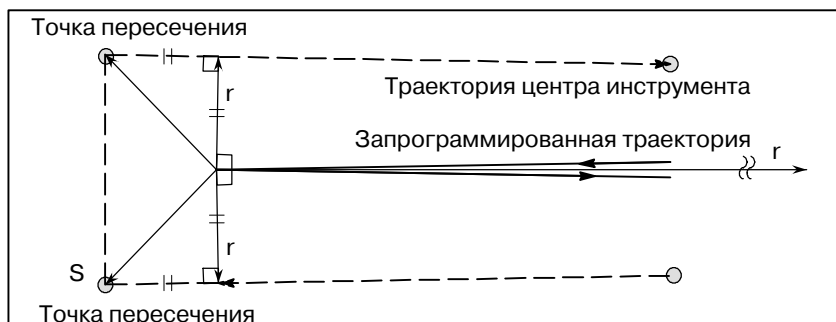 Точка пересечения
r
Траектория центра инструмента
Запрограммированная траектория
r
r
S
Точка пересечения